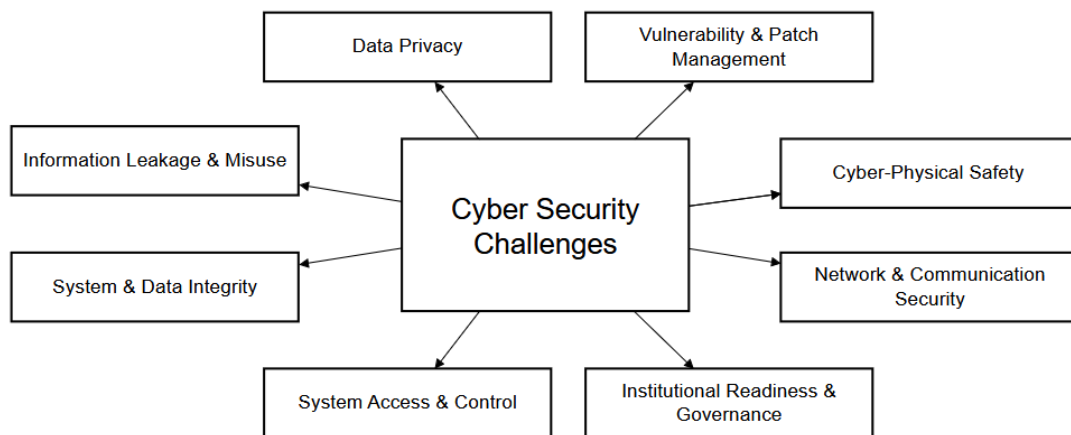 Data Privacy
Vulnerability & Patch
Management
Information Leakage & Misuse
Cyber-Physical Safety
Cyber Security
Challenges
System & Data Integrity
Network & Communication
Security
System Access & Control
Institutional Readiness &
Governance